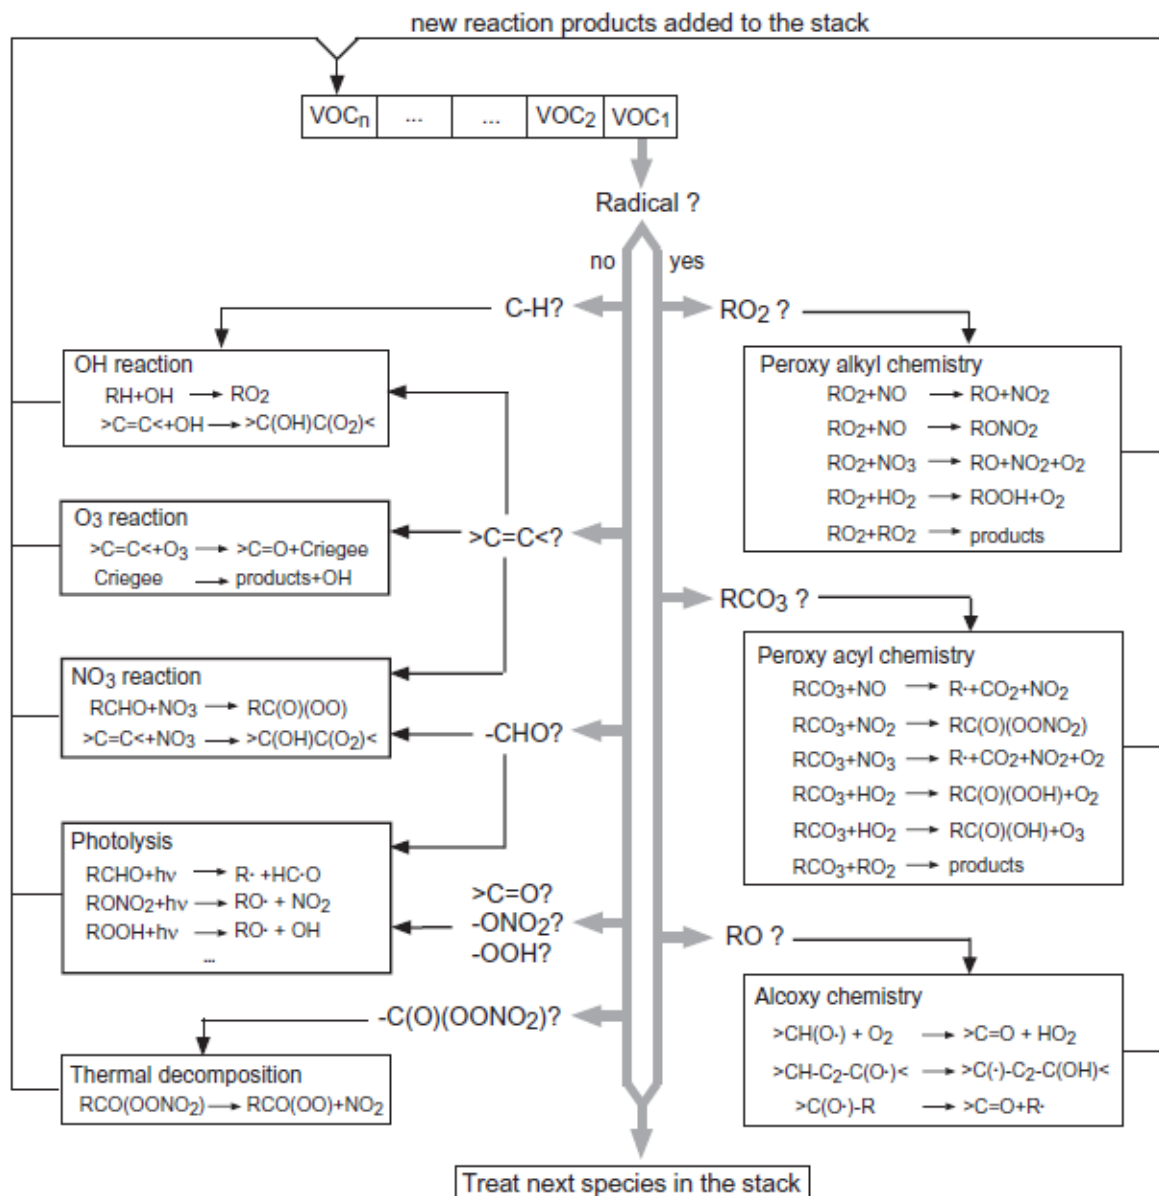 new reaction products added to the stack
VOCn ... ... VOC2 VOC1
Radical ?
no yes
C-H?
RO2 ?
OH reaction
RH+OH → RO2
>C=C<+OH → >C(OH)C(O2)<
Peroxy alkyl chemistry
RO2+NO → RO+NO2
RO2+NO → RONO2
RO2+NO3 → RO+NO2+O2
RO2+HO2 → ROOH+O2
RO2+RO2 → products
O3 reaction
>C=C<+O3 → >C=O+Criegee
Criegee → products+OH
>C=C<?
RCO3 ?
NO3 reaction
RCHO+NO3 → RC(O)(OO)
>C=C<+NO3 → >C(OH)C(O2)<
-CHO?
Peroxy acyl chemistry
RCO3+NO → R·+CO2+NO2
RCO3+NO2 → RC(O)(OONO2)
RCO3+NO3 → R·+CO2+NO2+O2
RCO3+HO2 → RC(O)(OOH)+O2
RCO3+HO2 → RC(O)(OH)+O3
RCO3+RO2 → products
Photolysis
RCHO+hν → R· +HC·O
RONO2+hν → RO· + NO2
ROOH+hν → RO· + OH
...
>C=O?
-ONO2?
-OOH?
RO ?
-C(O)(OONO2)?
Alcoxy chemistry
>CH(O·) + O2 → >C=O + HO2
>CH-C2-C(O·)< → >C(·)-C2-C(OH)<
>C(O·)-R → >C=O+R·
Thermal decomposition
RCO(OONO2) → RCO(OO)+NO2
Treat next species in the stack